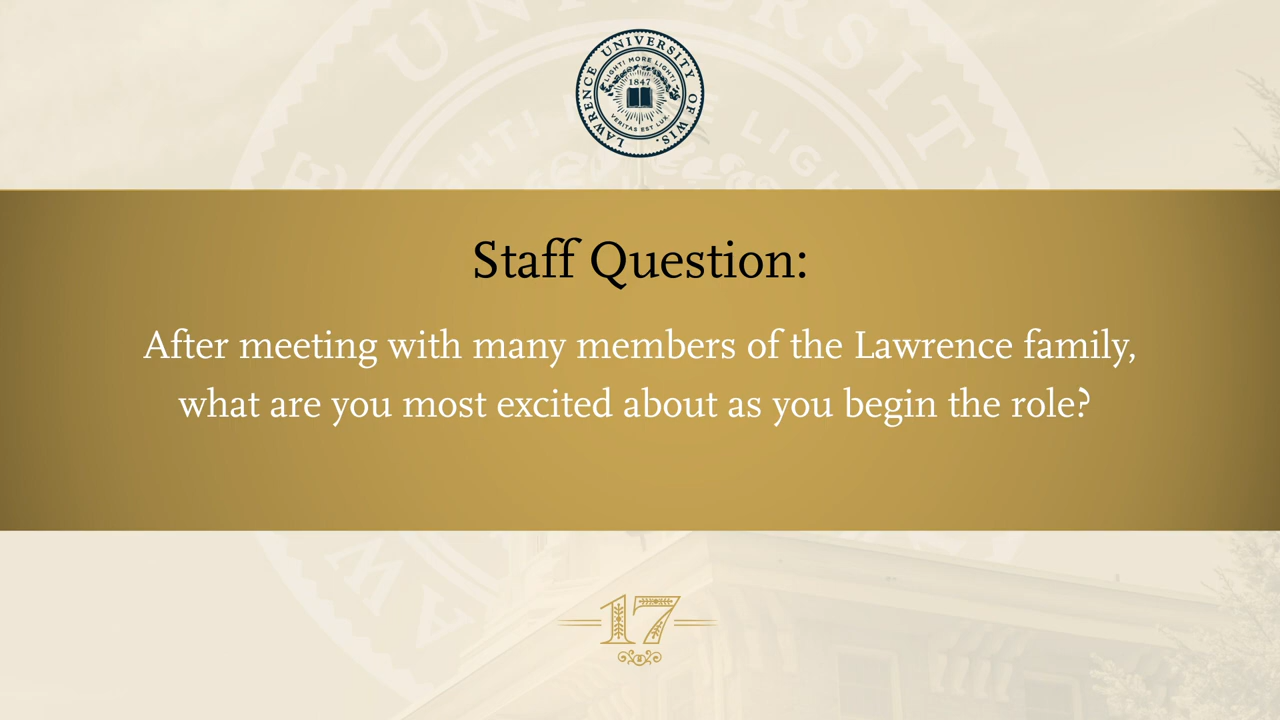 LAWRENCE UNIVERSITY OF WIS.
LIGHT! MORE LIGHT!
1847
VERITAS EST LUX.
Staff Question:
After meeting with many members of the Lawrence family,
what are you most excited about as you begin the role?
17